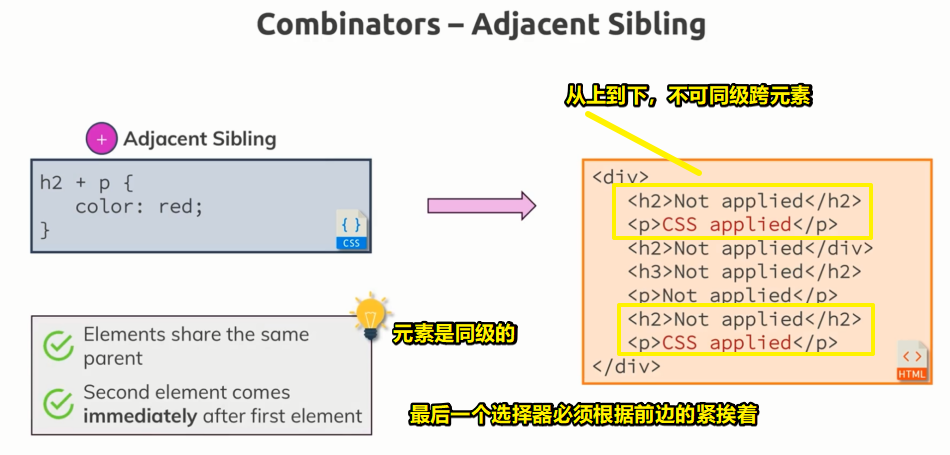 Combinators – Adjacent Sibling
从上到下，不可同级跨元素
+ Adjacent Sibling
h2 + p {
color: red;
}
{ }
CSS
<div>
<h2>Not applied</h2>
<p>CSS applied</p>
<h2>Not applied</div>
<h3>Not applied</h2>
<p>Not applied</p>
<h2>Not applied</h2>
<p>CSS applied</p>
</div>
<>
HTML
Elements share the same
parent
Second element comes
immediately after first element
元素是同级的
最后一个选择器必须根据前边的紧挨着